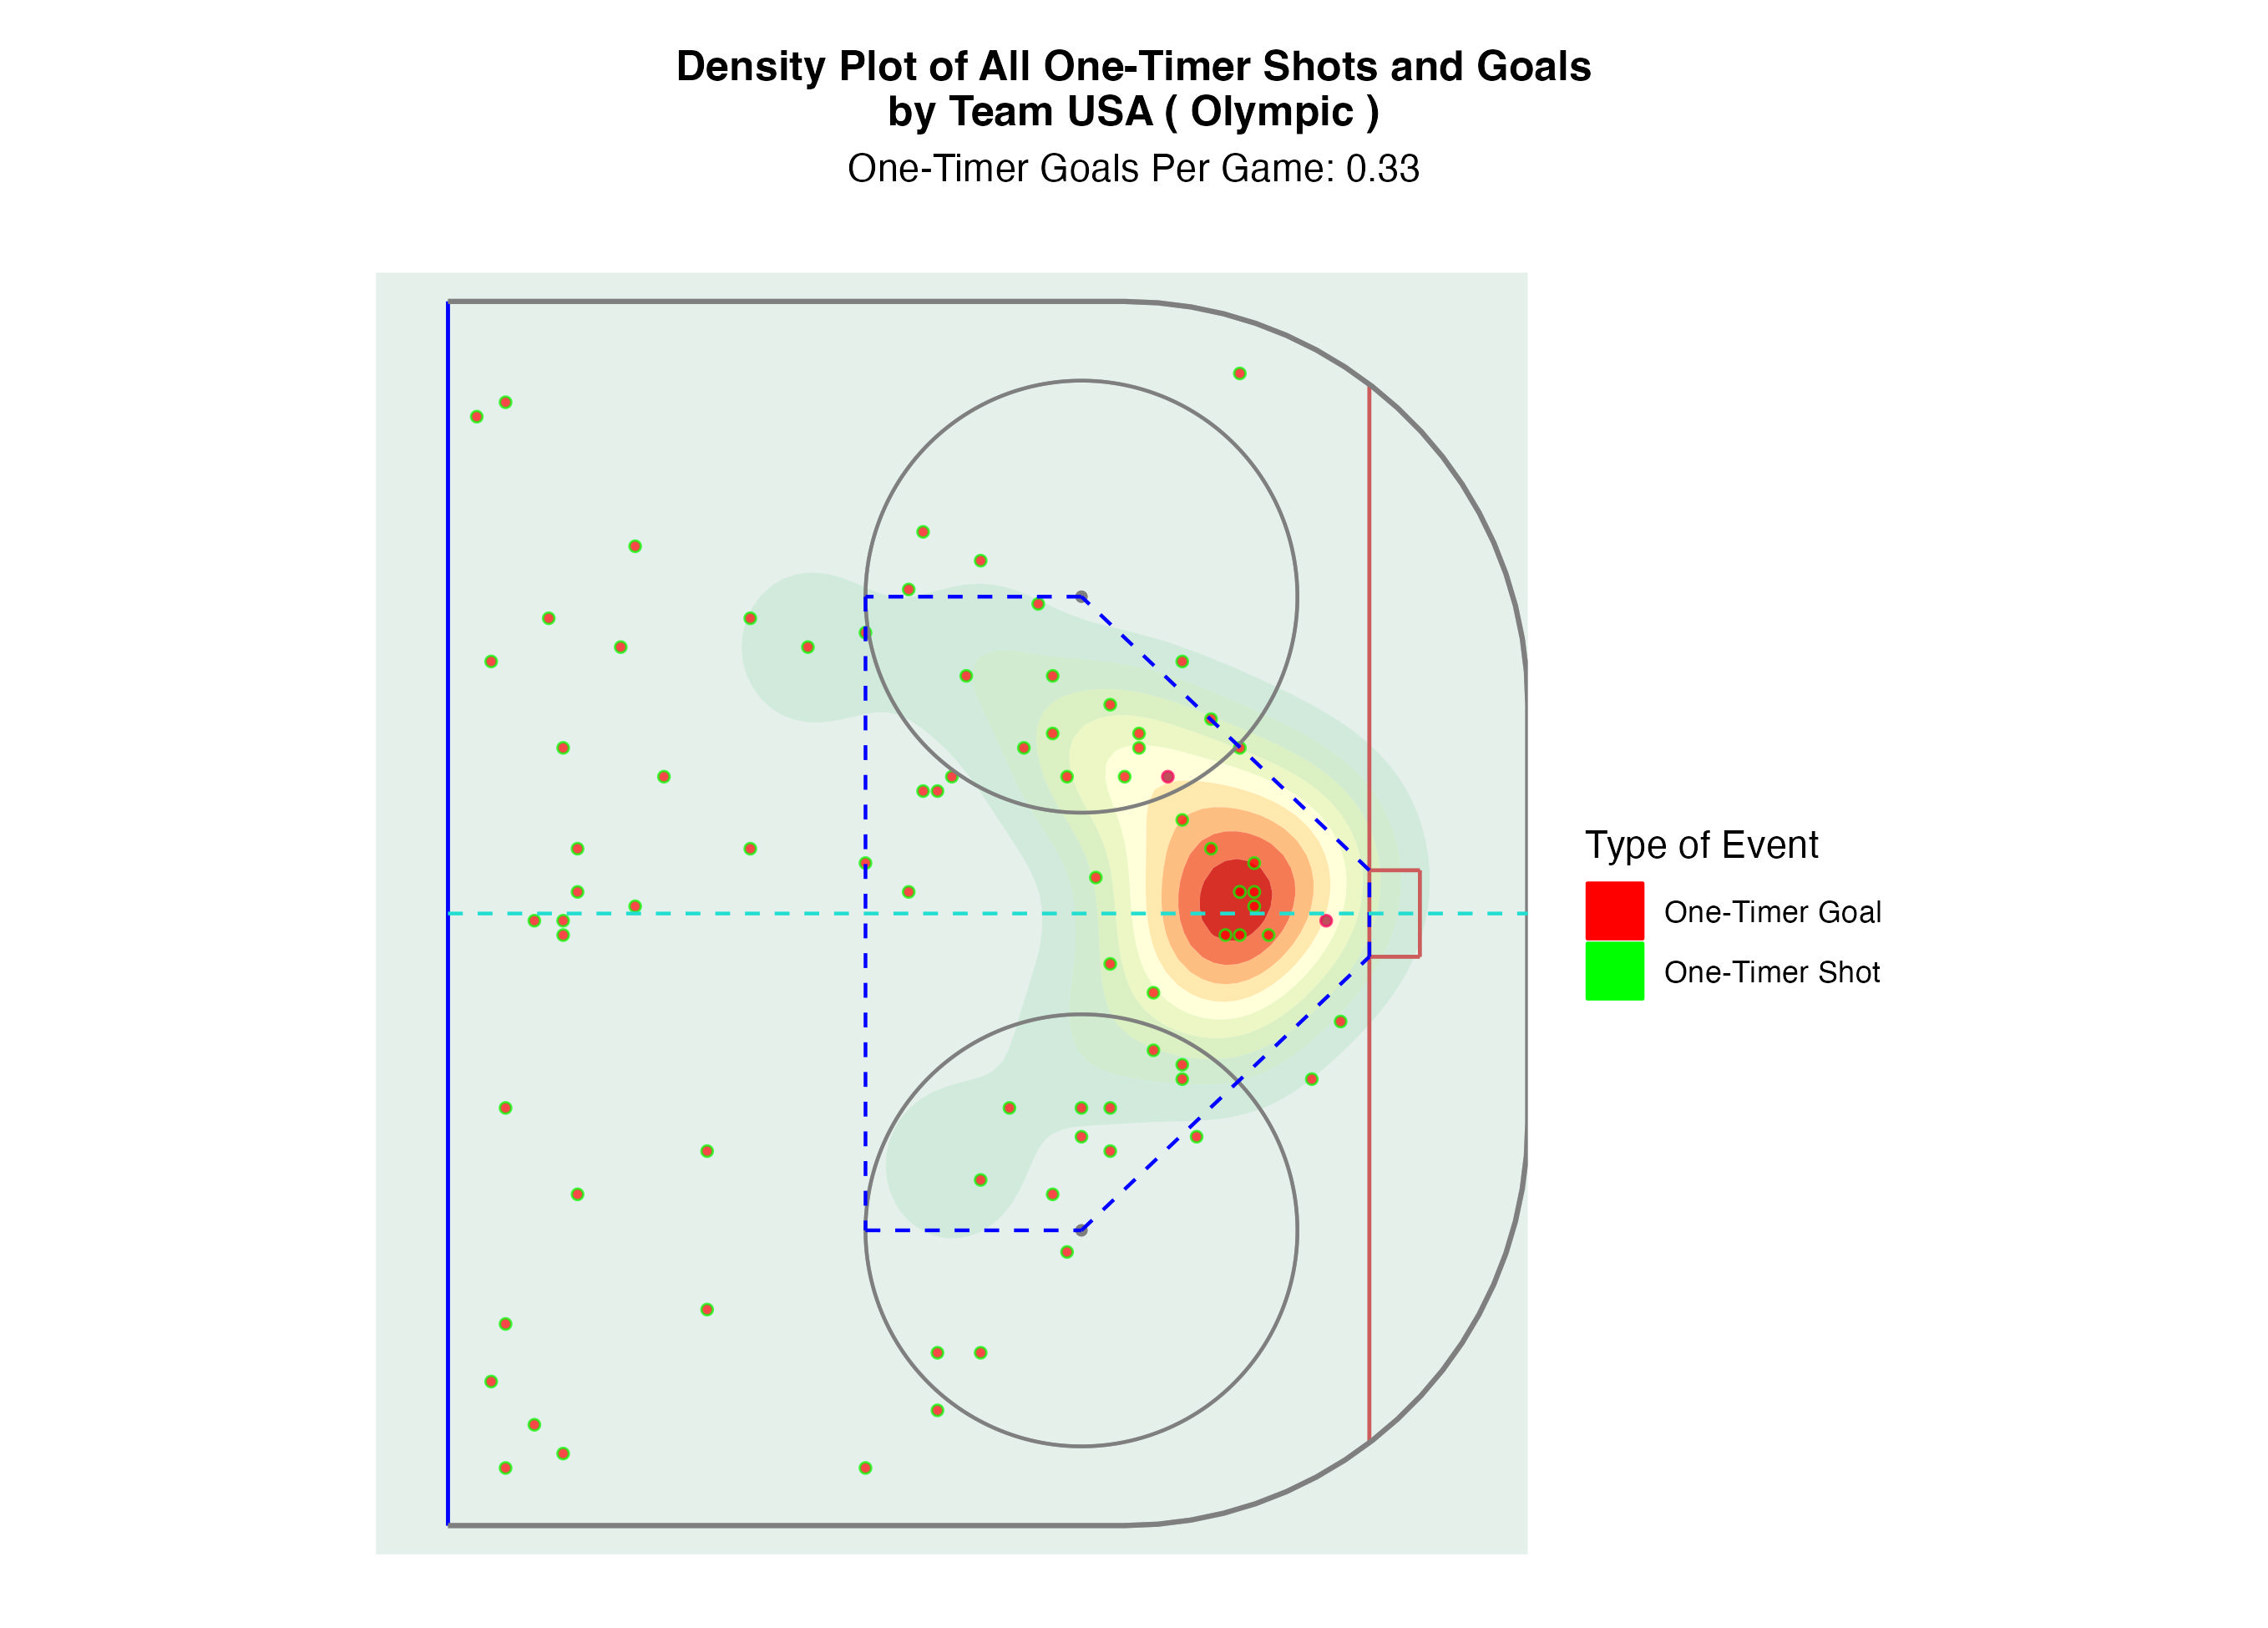 Density Plot of All One-Timer Shots and Goals
by Team USA ( Olympic )
One-Timer Goals Per Game: 0.33
Type of Event
One-Timer Goal
One-Timer Shot